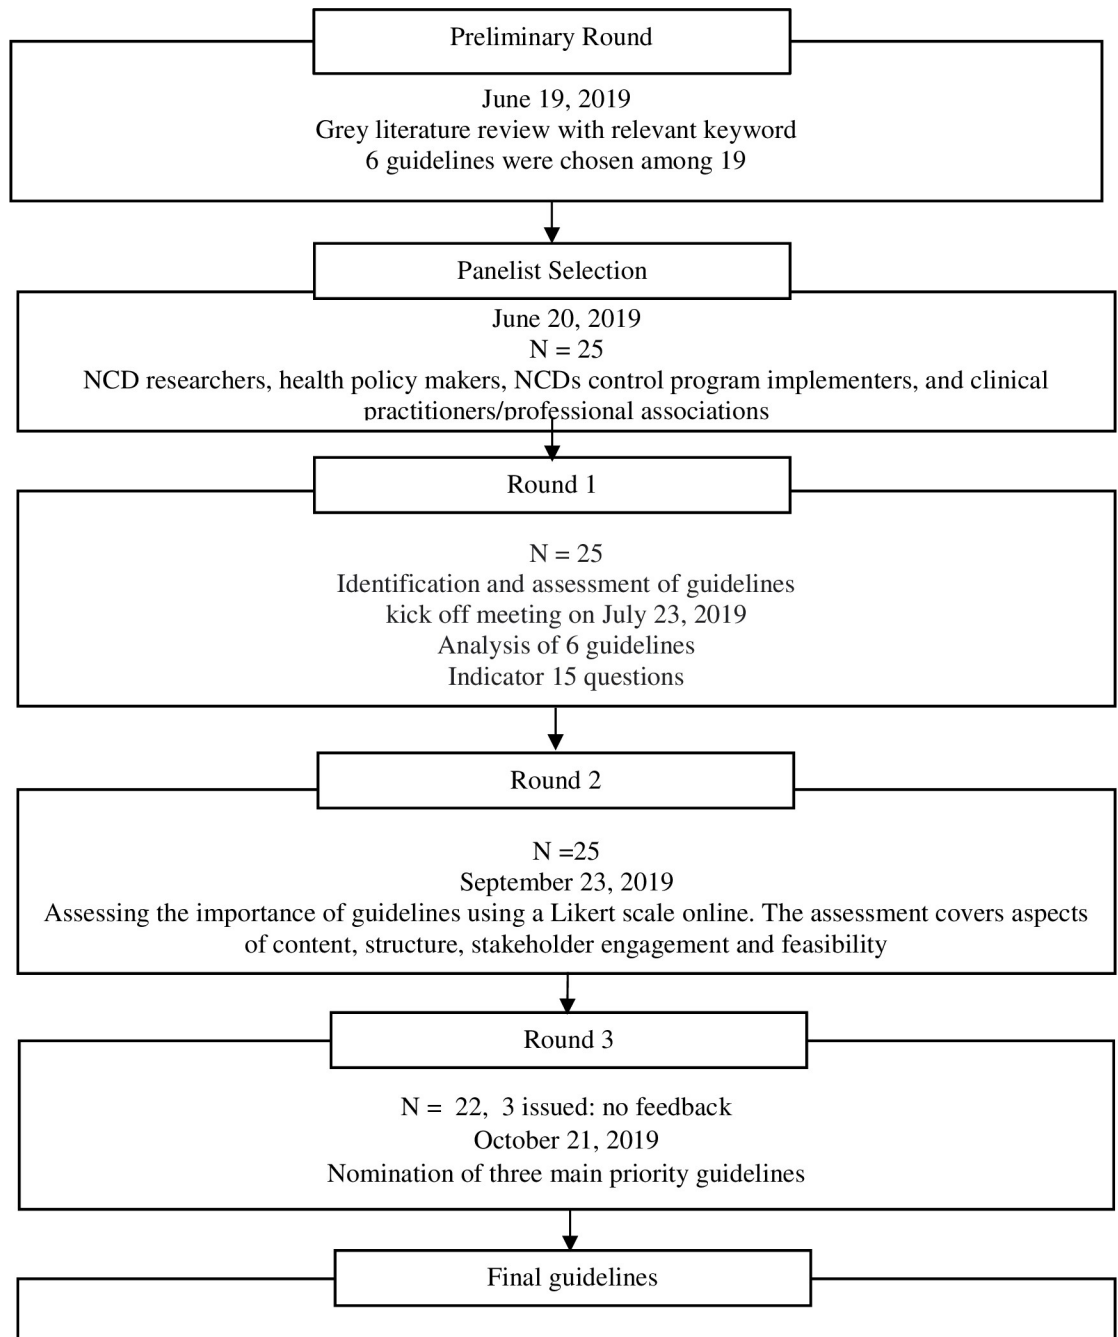 Preliminary Round
June 19, 2019
Grey literature review with relevant keyword
6 guidelines were chosen among 19
Panelist Selection
June 20, 2019
N = 25
NCD researchers, health policy makers, NCDs control program implementers, and clinical
practitioners/professional associations
Round 1
N = 25
Identification and assessment of guidelines
kick off meeting on July 23, 2019
Analysis of 6 guidelines
Indicator 15 questions
Round 2
N =25
September 23, 2019
Assessing the importance of guidelines using a Likert scale online. The assessment covers aspects
of content, structure, stakeholder engagement and feasibility
Round 3
N = 22, 3 issued: no feedback
October 21, 2019
Nomination of three main priority guidelines
Final guidelines